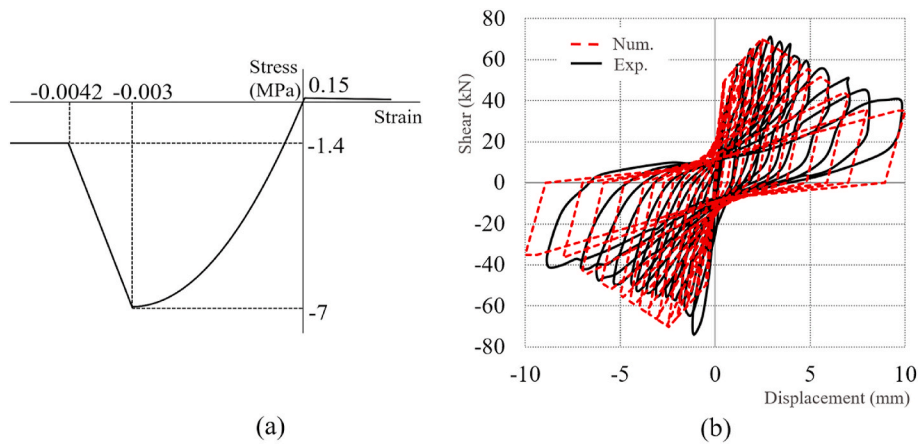 (a)
Stress
(MPa)
-0.0042
-0.003
0.15
Strain
-1.4
-7
(a)
(b)
80
60
40
20
0
-20
-40
-60
-80
Shear (kN)
Num.
Exp.
-10
-5
0
5
10
Displacement (mm)
(b)